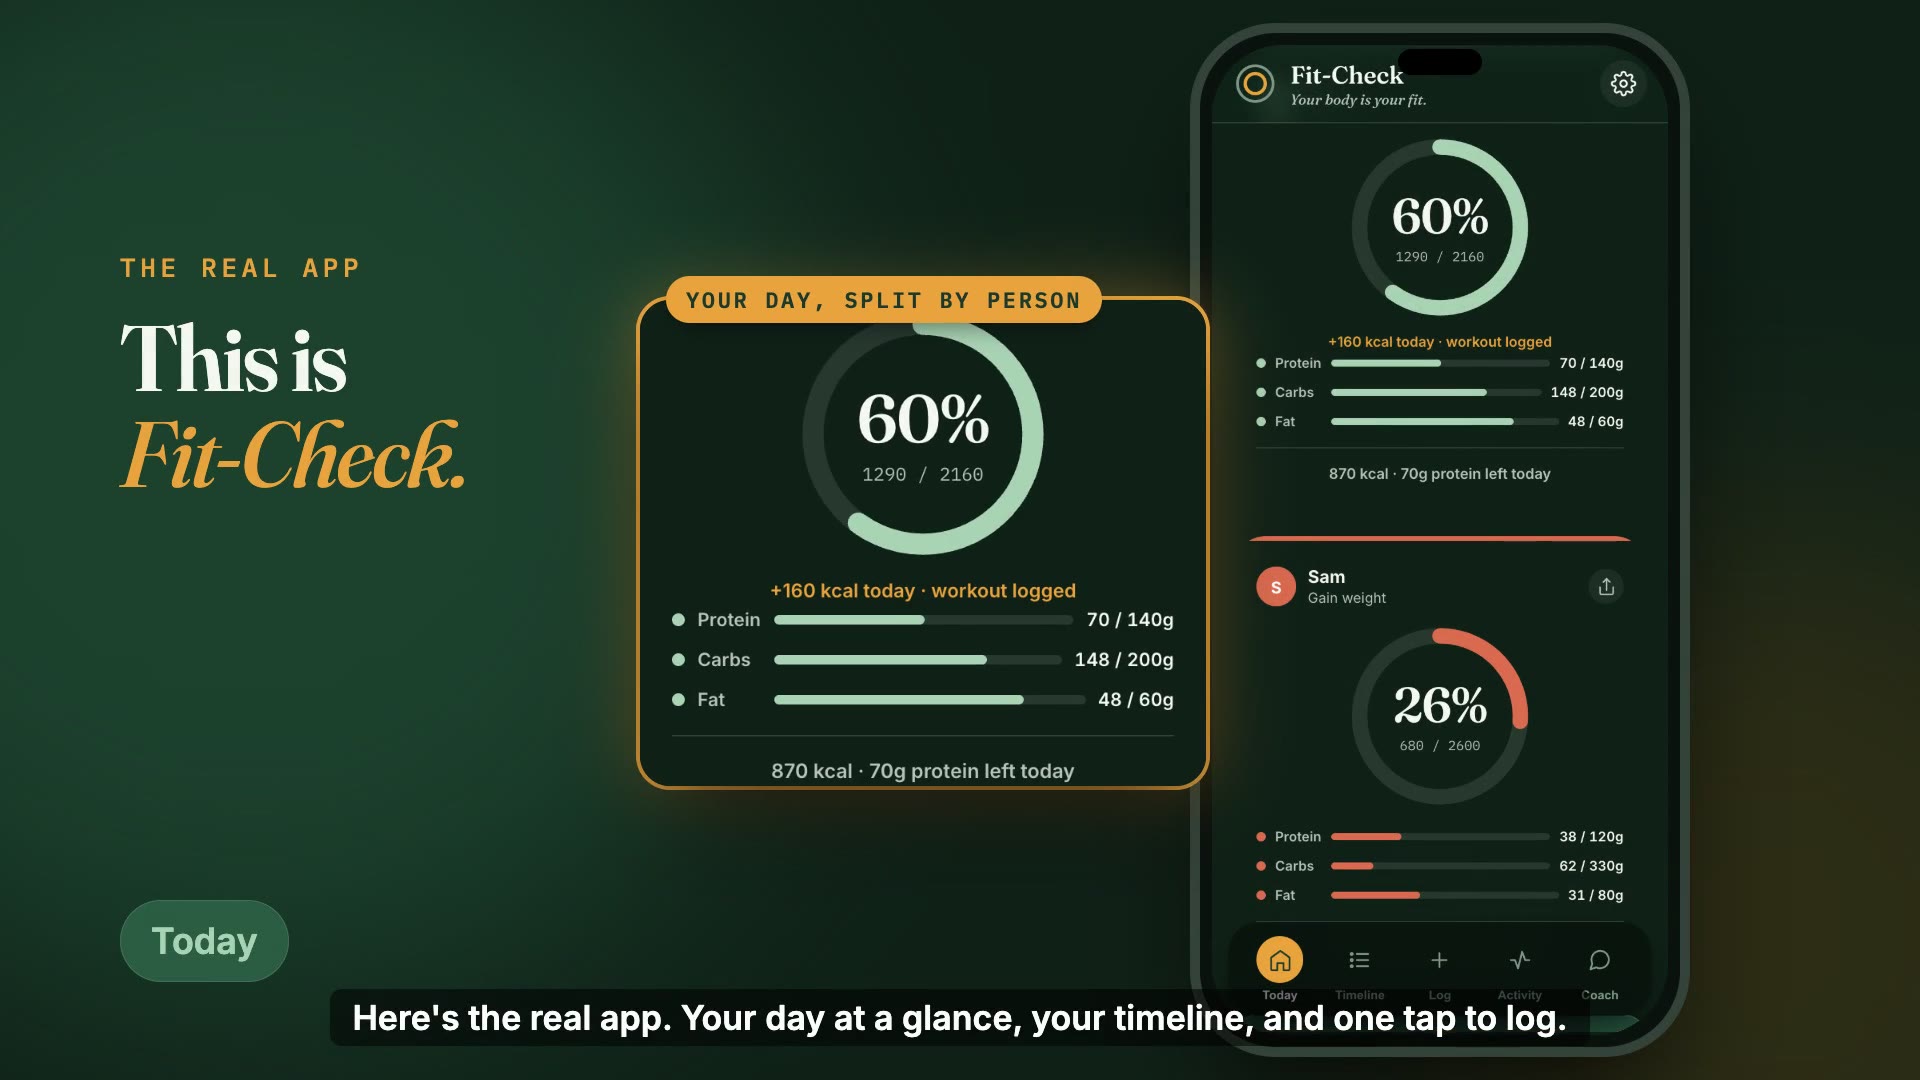 THE REAL APP
This is
Fit-Check.
Today
YOUR DAY, SPLIT BY PERSON
60%
1290 / 2160
+160 kcal today · workout logged
Protein 70 / 140g
Carbs 148 / 200g
Fat 48 / 60g
870 kcal · 70g protein left today
Fit-Check
Your body is your fit.
60%
1290 / 2160
+160 kcal today · workout logged
Protein 70 / 140g
Carbs 148 / 200g
Fat 48 / 60g
870 kcal · 70g protein left today
S
Sam
Gain weight
26%
680 / 2600
Protein 38 / 120g
Carbs 62 / 330g
Fat 31 / 80g
Today Timeline Log Activity Coach
Here's the real app. Your day at a glance, your timeline, and one tap to log.